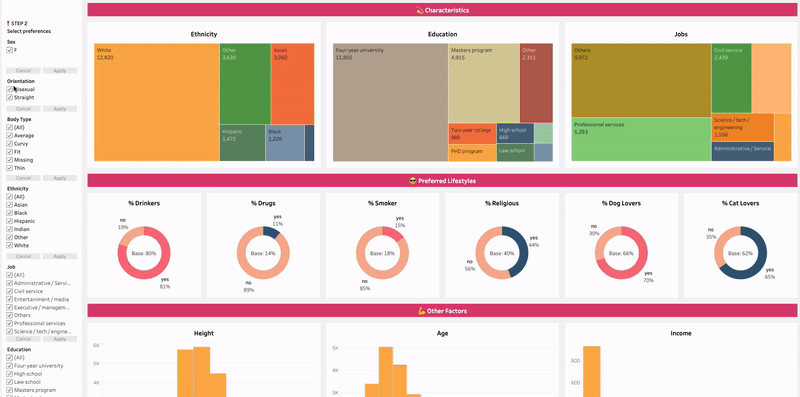 ! STEP 2
Select preferences
Sex
F
Cancel Apply
Orientation
Bisexual
Straight
Cancel Apply
Body Type
(All)
Average
Curvy
Fit
Missing
Thin
Cancel Apply
Ethnicity
(All)
Asian
Black
Hispanic
Indian
Other
White
Cancel Apply
Job
(All)
Administrative / Servi...
Civil service
Entertainment / media
Executive / managem...
Others
Professional services
Science / tech / engine...
Cancel Apply
Education
(All)
Four-year university
High school
Law school
Masters program
💫 Characteristics
Ethnicity
White
12,820
Other
3,630
Asian
3,060
Hispanic
1,472
Black
1,228
Education
Four-year university
13,802
Masters program
4,915
Other
2,311
Two-year college
High school
669
PHD program
Law school
Jobs
Others
9,072
Civil service
2,439
Professional services
5,293
Science / tech /
engineering
1,556
Administrative / Service
😎 Preferred Lifestyles
% Drinkers
no
19%
Base: 80%
yes
81%
% Drugs
yes
11%
Base: 14%
no
89%
% Smoker
yes
15%
Base: 18%
no
85%
% Religious
yes
44%
Base: 40%
no
56%
% Dog Lovers
no
30%
Base: 66%
yes
70%
% Cat Lovers
no
35%
Base: 62%
yes
65%
💪 Other Factors
Height
6K
5K
4K
Age
5K
4K
3K
Income
800
600